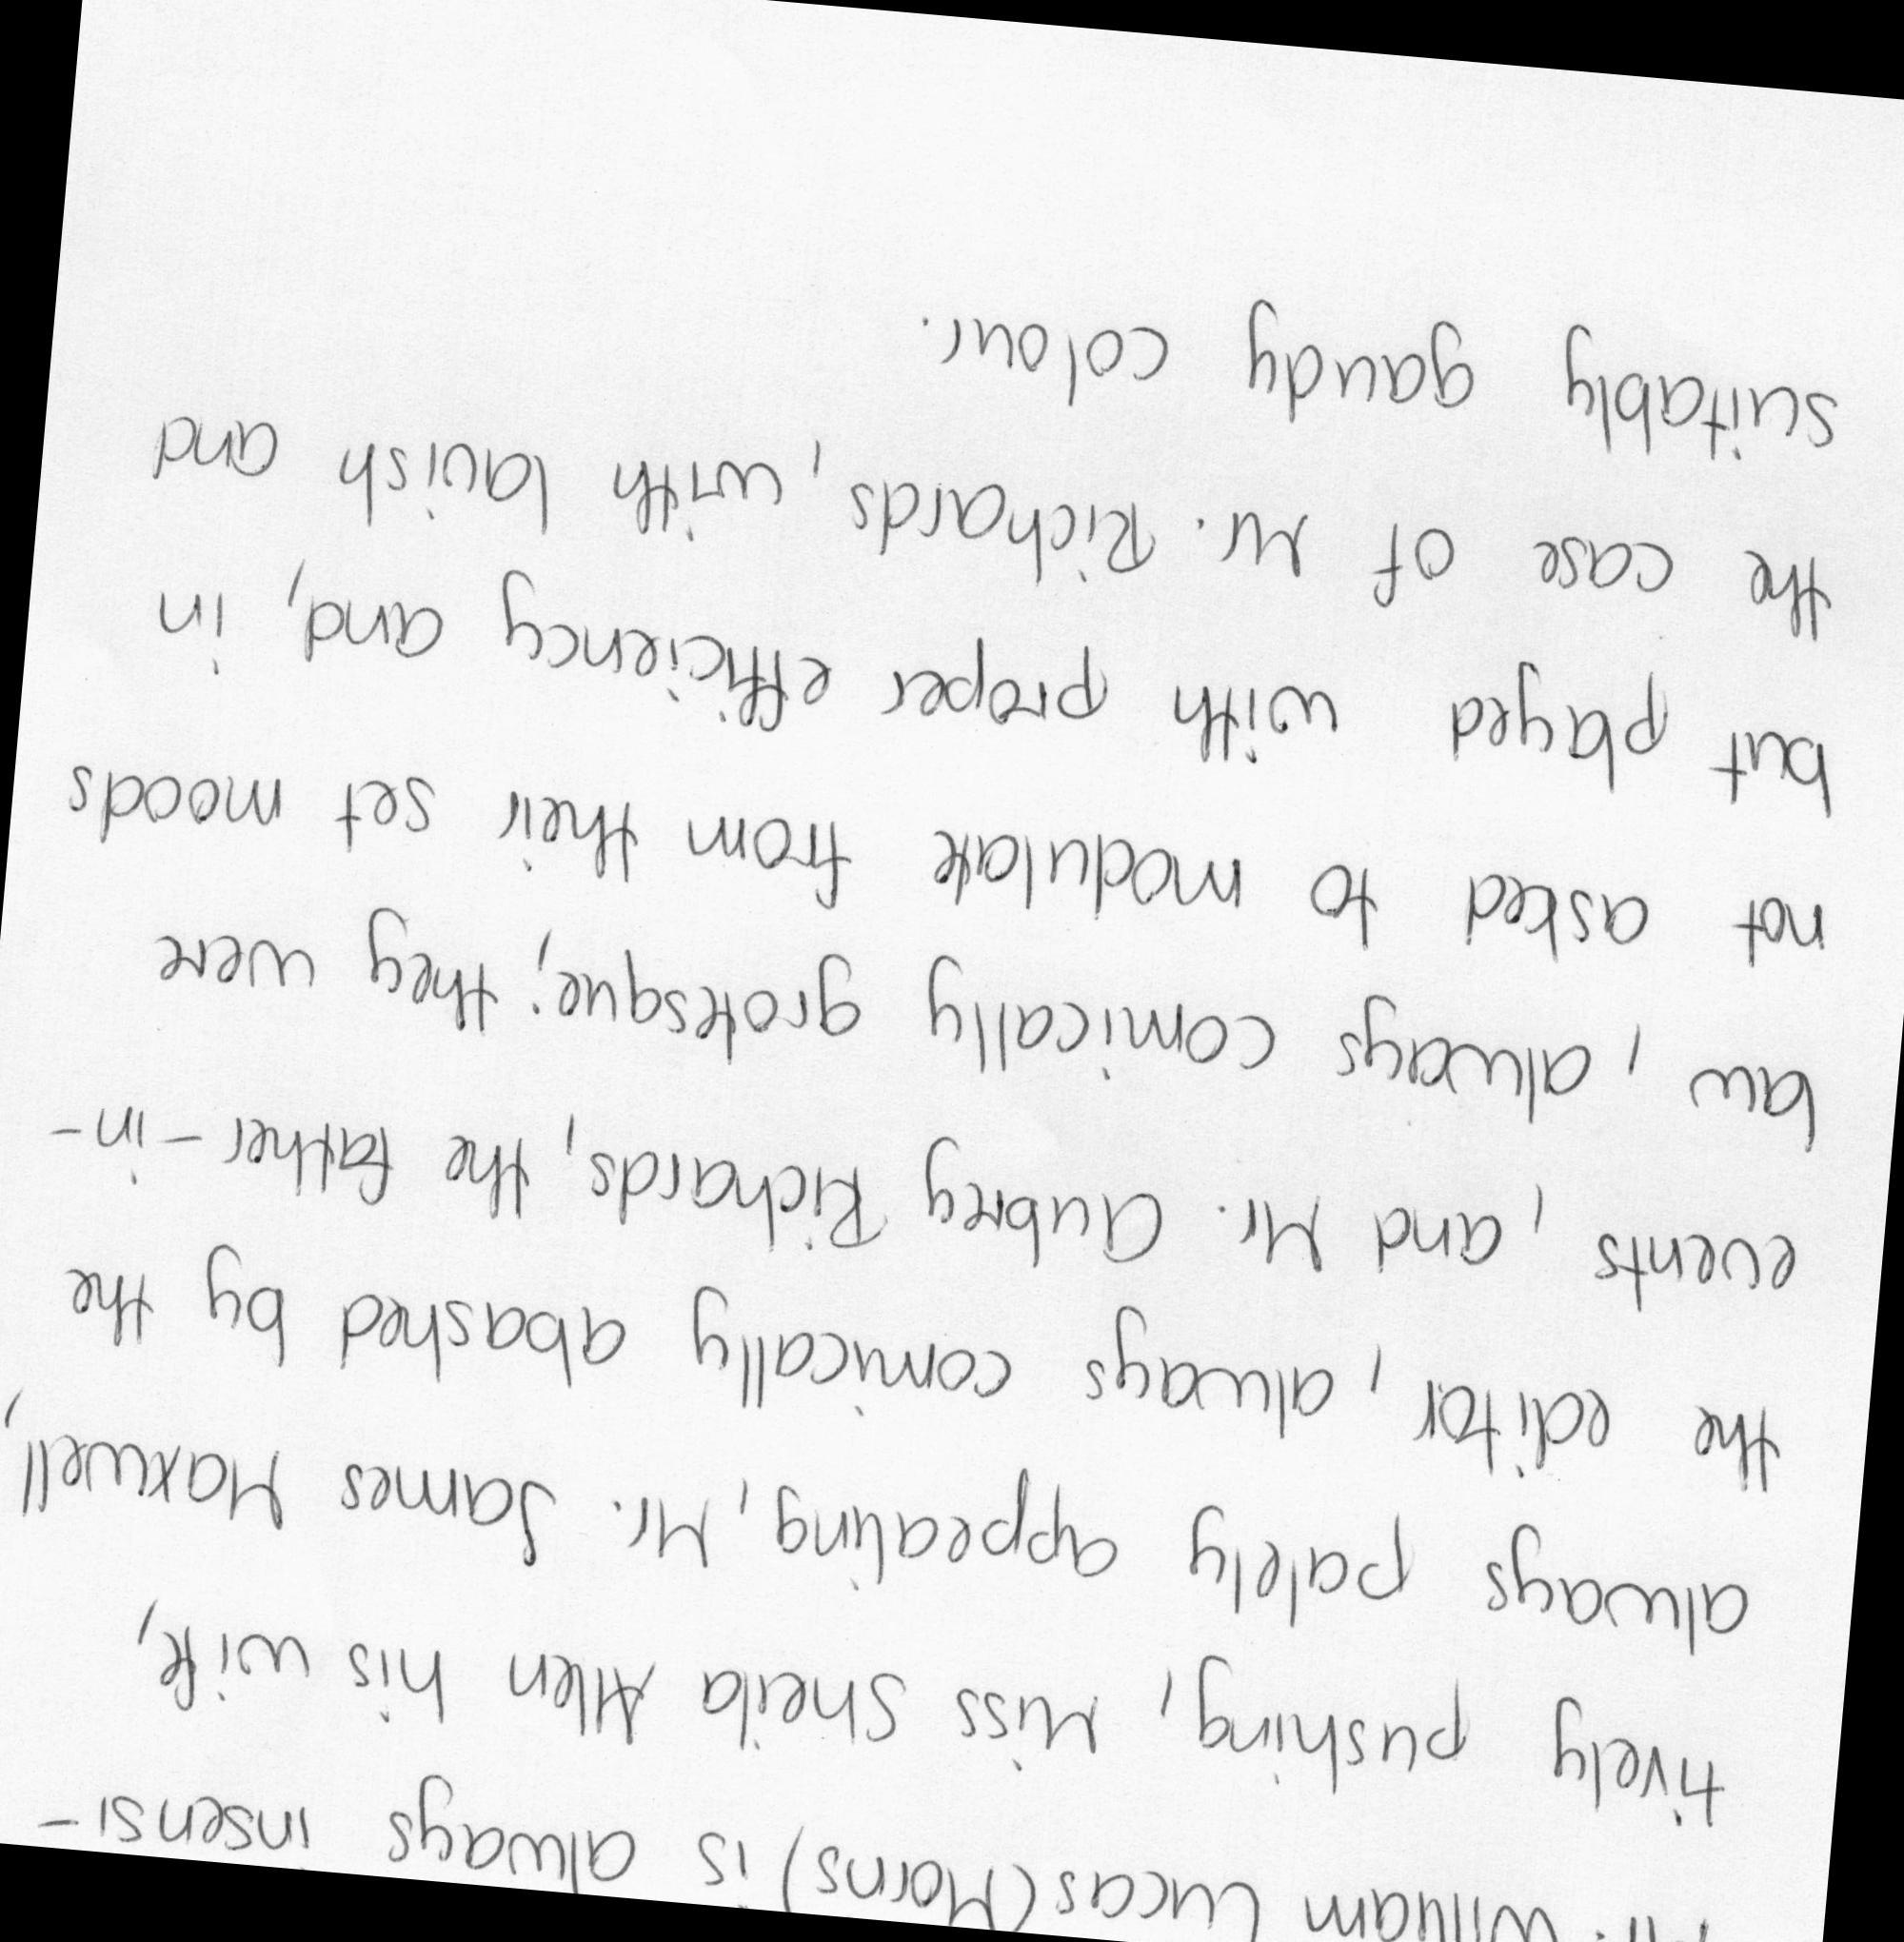 Mr. William Lucas (Morris) is always insensi-
tively pushing, Miss Sheila Allen his wife,
always palely appealing, Mr. James Maxwell,
the editor, always comically abashed by the
events, and Mr. Aubrey Richards, the father-in-
law, always comically grotesque; they were
not asked to modulate from their set moods
but played with proper efficiency and, in
the case of Mr. Richards, with lavish and
suitably gaudy colour.